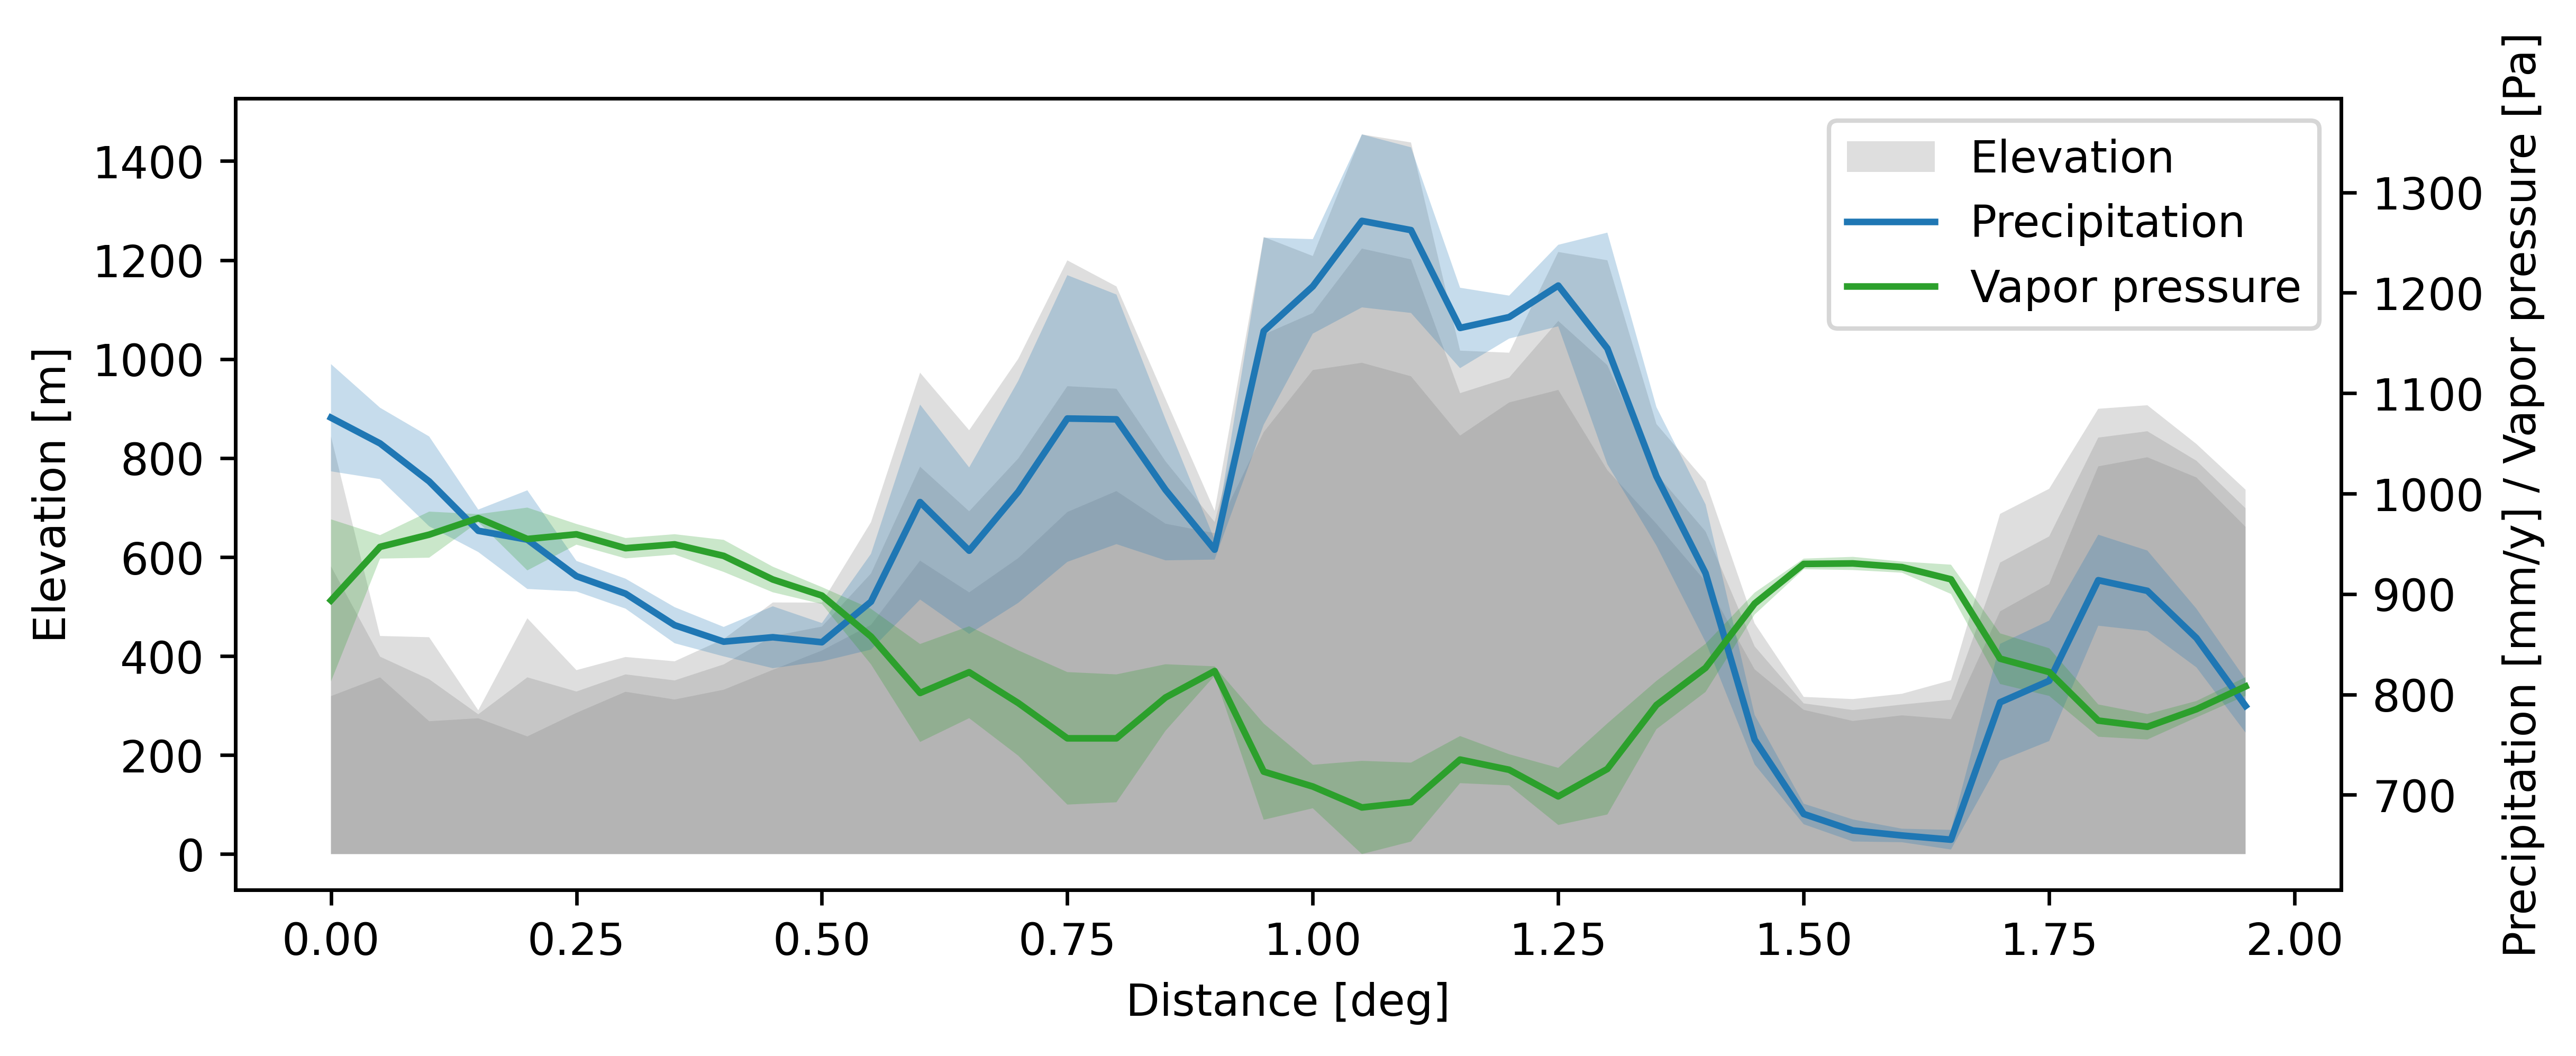 Elevation [m]
1400
1200
1000
800
600
400
200
0
Elevation
Precipitation
Vapor pressure
1300
1200
1100
1000
900
800
700
Precipitation [mm/y] / Vapor pressure [Pa]
0.00 0.25 0.50 0.75 1.00 1.25 1.50 1.75 2.00
Distance [deg]